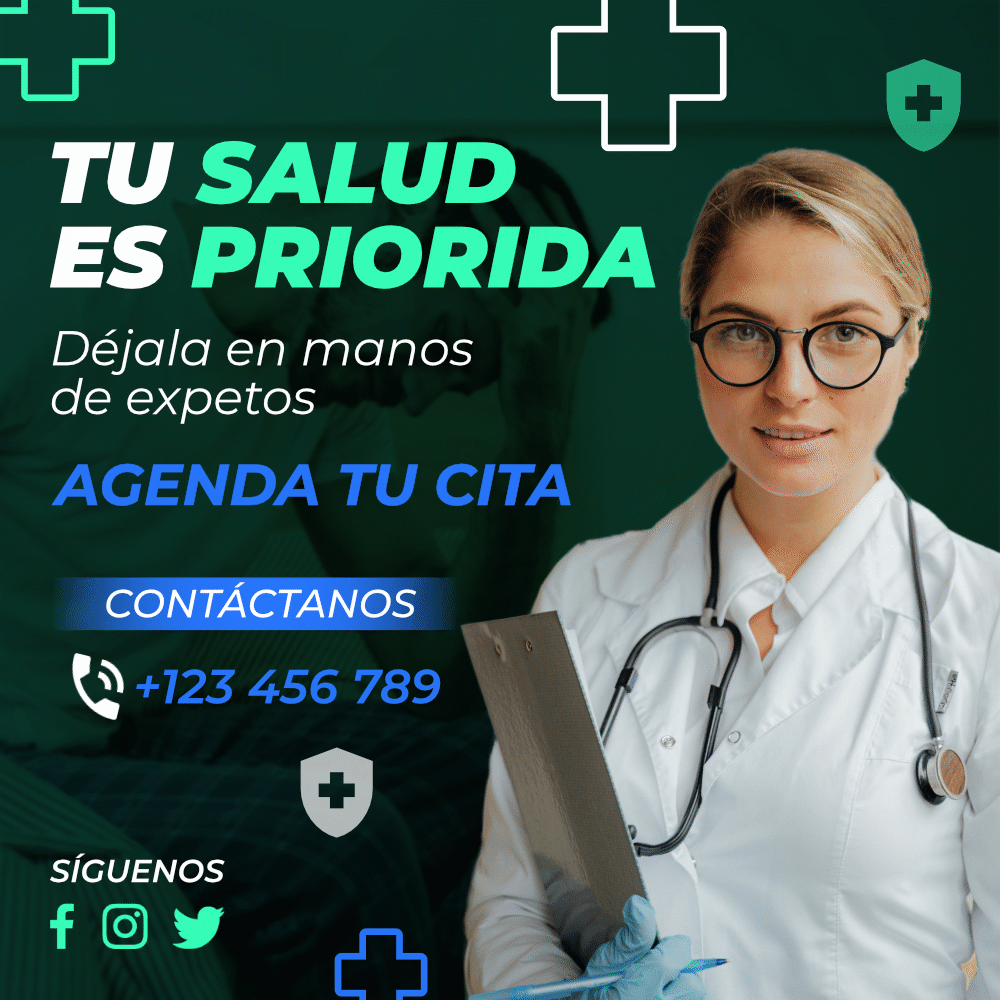 TU SALUD
ES PRIORIDA
Déjala en manos
de expetos
AGENDA TU CITA
CONTÁCTANOS
+123 456 789
SÍGUENOS